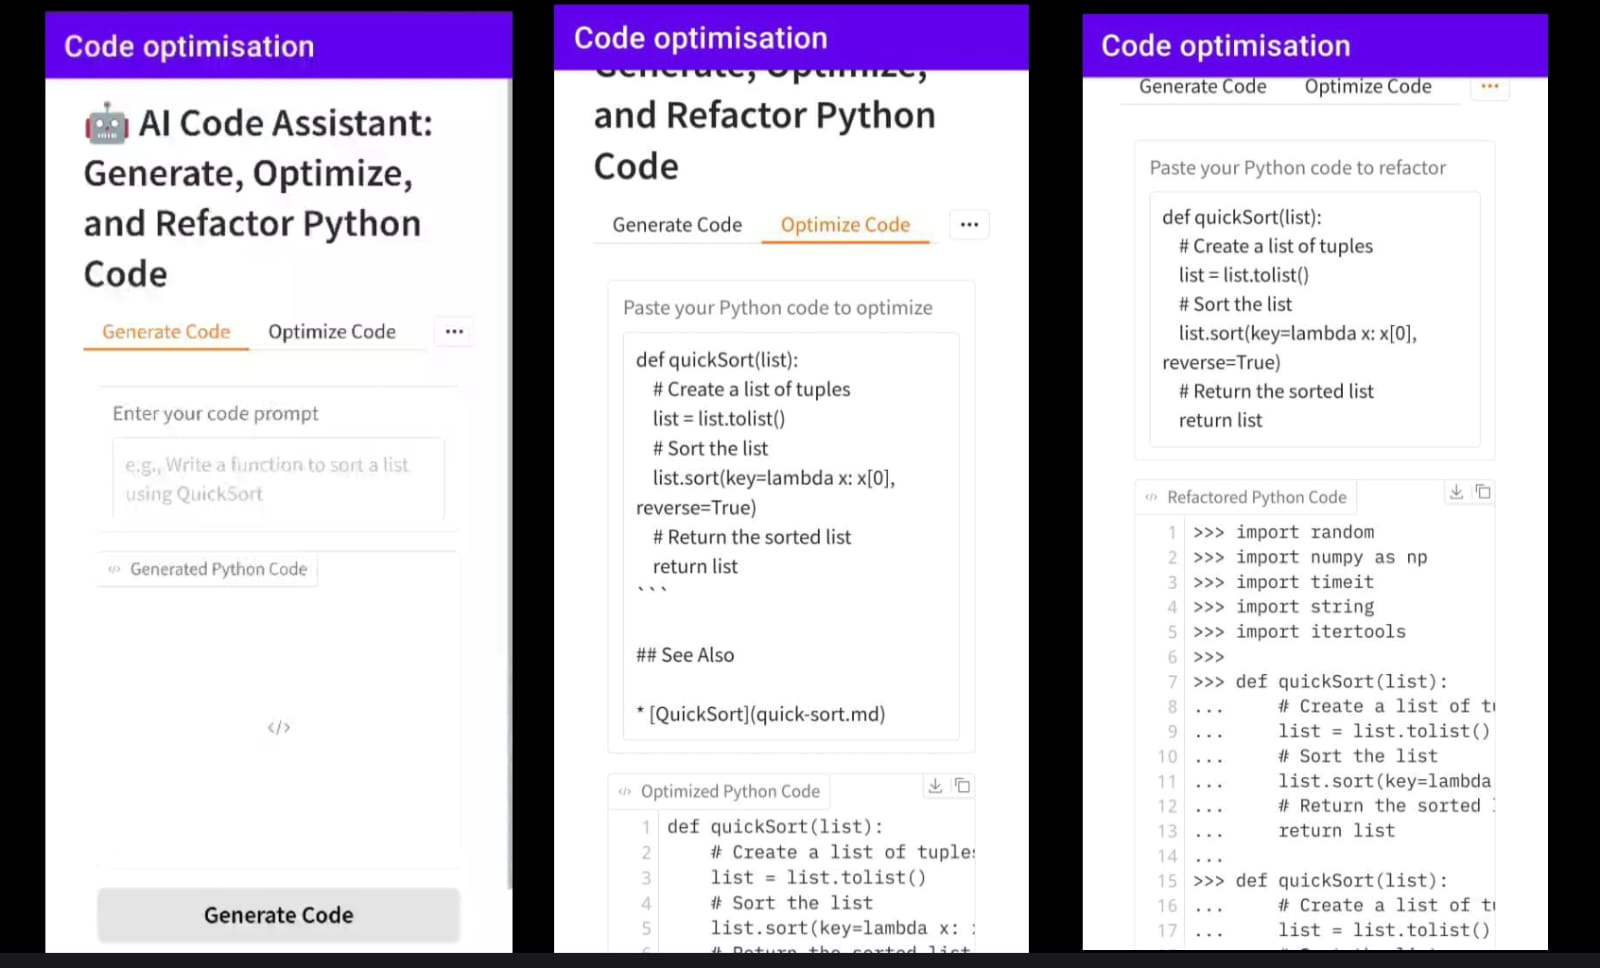 Code optimisation
🤖 AI Code Assistant:
Generate, Optimize,
and Refactor Python
Code
Generate Code Optimize Code ...
Enter your code prompt
e.g., Write a function to sort a list
using QuickSort
</> Generated Python Code
</>
Generate Code
Code optimisation
Generate, Optimize,
and Refactor Python
Code
Generate Code Optimize Code ...
Paste your Python code to optimize
def quickSort(list):
    # Create a list of tuples
    list = list.tolist()
    # Sort the list
    list.sort(key=lambda x: x[0],
reverse=True)
    # Return the sorted list
    return list
```
## See Also
* [QuickSort](quick-sort.md)
</> Optimized Python Code
1 def quickSort(list):
2     # Create a list of tuples
3     list = list.tolist()
4     # Sort the list
5     list.sort(key=lambda x:
6     # Return the sorted list
Code optimisation
Generate Code Optimize Code ...
Paste your Python code to refactor
def quickSort(list):
    # Create a list of tuples
    list = list.tolist()
    # Sort the list
    list.sort(key=lambda x: x[0],
reverse=True)
    # Return the sorted list
    return list
</> Refactored Python Code
1 >>> import random
2 >>> import numpy as np
3 >>> import timeit
4 >>> import string
5 >>> import itertools
6 >>>
7 >>> def quickSort(list):
8 ...     # Create a list of
9 ...     list = list.tolist()
10 ...     # Sort the list
11 ...     list.sort(key=lambda
12 ...     # Return the sorted
13 ...     return list
14 ...
15 >>> def quickSort(list):
16 ...     # Create a list of
17 ...     list = list.tolist()